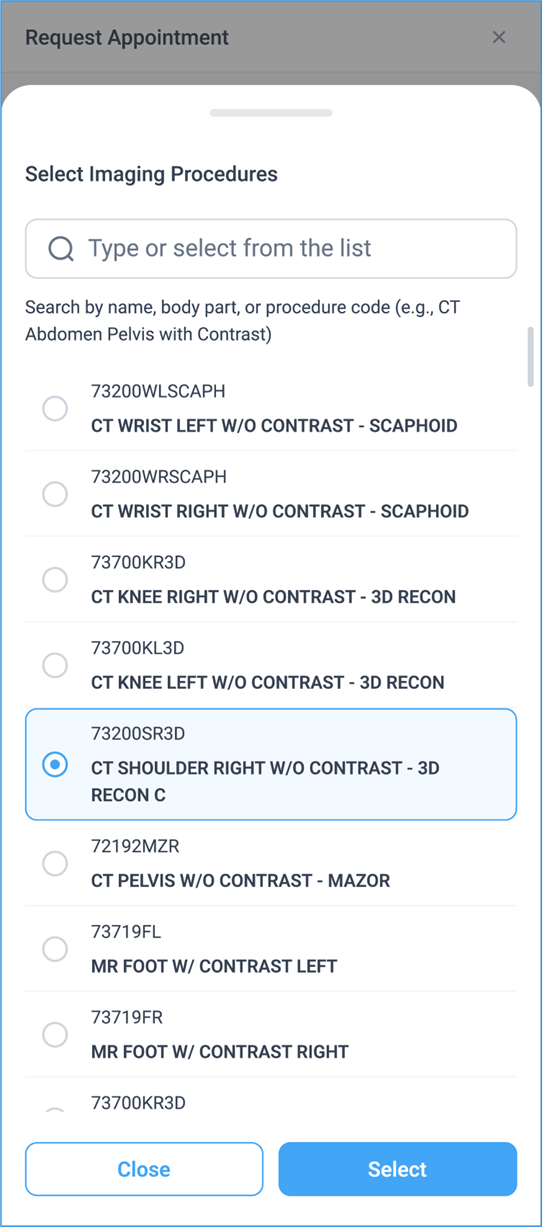 Request Appointment
Select Imaging Procedures
Type or select from the list
Search by name, body part, or procedure code (e.g., CT
Abdomen Pelvis with Contrast)
73200WLSCAPH
CT WRIST LEFT W/O CONTRAST - SCAPHOID
73200WRSCAPH
CT WRIST RIGHT W/O CONTRAST - SCAPHOID
73700KR3D
CT KNEE RIGHT W/O CONTRAST - 3D RECON
73700KL3D
CT KNEE LEFT W/O CONTRAST - 3D RECON
73200SR3D
CT SHOULDER RIGHT W/O CONTRAST - 3D
RECON C
72192MZR
CT PELVIS W/O CONTRAST - MAZOR
73719FL
MR FOOT W/ CONTRAST LEFT
73719FR
MR FOOT W/ CONTRAST RIGHT
73700KR3D
Close
Select